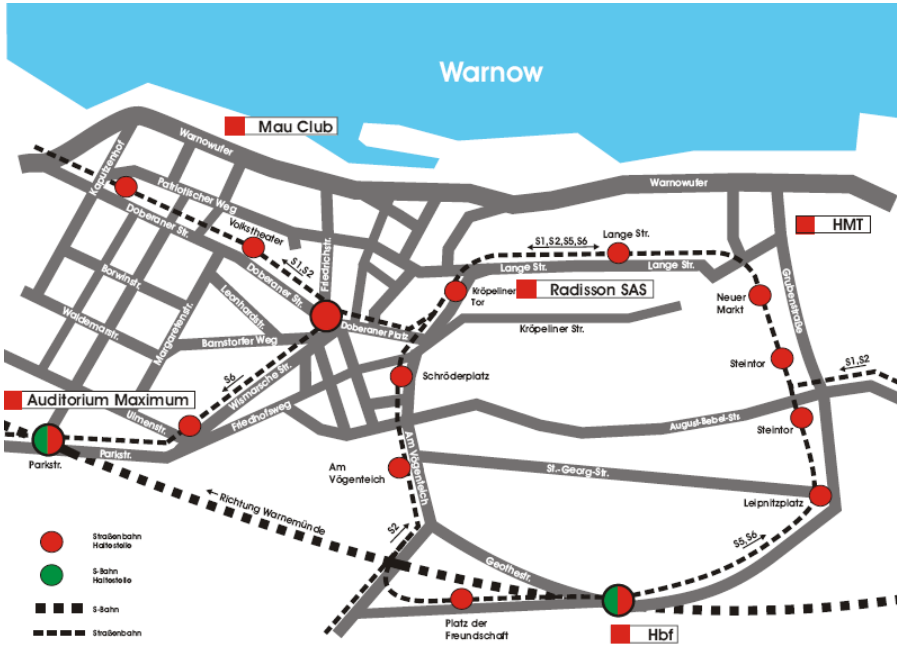 Warnow
Mau Club
Warnowufer
Kaputzenhof
Patriotischer Weg
Warnowufer
Doberaner Str.
Volkstheater
Friedrichstr.
HMT
Lange Str.
S1,S2,S5,S6
S1,S2
Lange Str.
Lange Str.
Borwinstr.
Doberaner Str.
Leonhardstr.
Kröpeliner
Tor
Radisson SAS
Neuer
Markt
Grubenstraße
Waldemarstr.
Margaretenstr.
Barnstorfer Weg
Doberaner Platz
Kröpeliner Str.
Steintor
S1,S2
S6
Wismarsche Str.
Schröderplatz
Auditorium Maximum
Ulmenstr.
Friedhofsweg
August-Bebel-Sts
Steintor
Parkstr.
Parkstr.
Am
Vögenteich
Am Vögenteich
St.-Georg-Str.
Leipnitzplatz
Richtung Warnemünde
S2
S5,S6
Geothestr.
Straßenbahn
Haltestelle
S-Bahn
Haltestelle
S-Bahn
Straßenbahn
Platz der
Freundschaft
Hbf